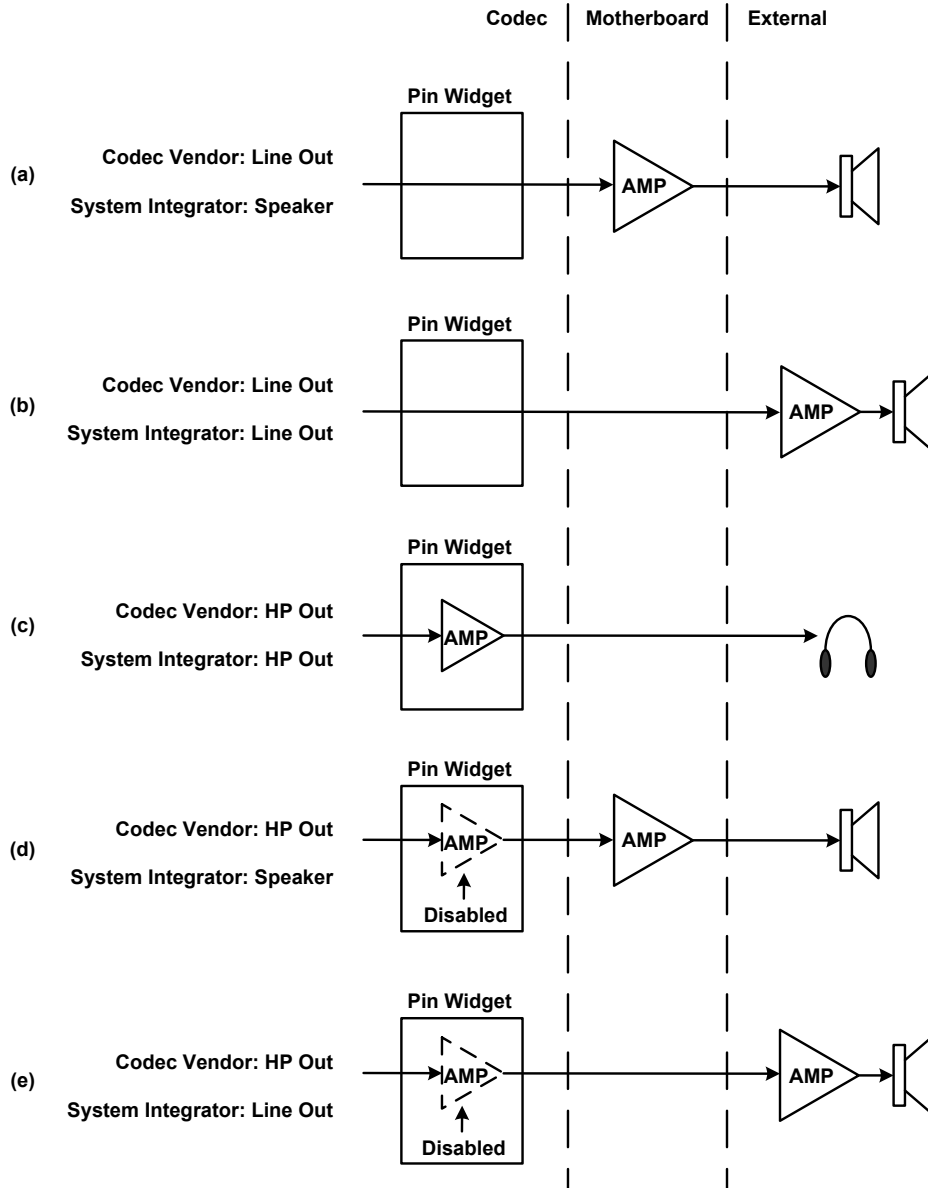 Codec Motherboard External
Pin Widget
(a)
Codec Vendor: Line Out
System Integrator: Speaker
AMP
Pin Widget
(b)
Codec Vendor: Line Out
System Integrator: Line Out
AMP
Pin Widget
(c)
Codec Vendor: HP Out
System Integrator: HP Out
AMP
Pin Widget
(d)
Codec Vendor: HP Out
System Integrator: Speaker
AMP
Disabled
AMP
Pin Widget
(e)
Codec Vendor: HP Out
System Integrator: Line Out
AMP
Disabled
AMP